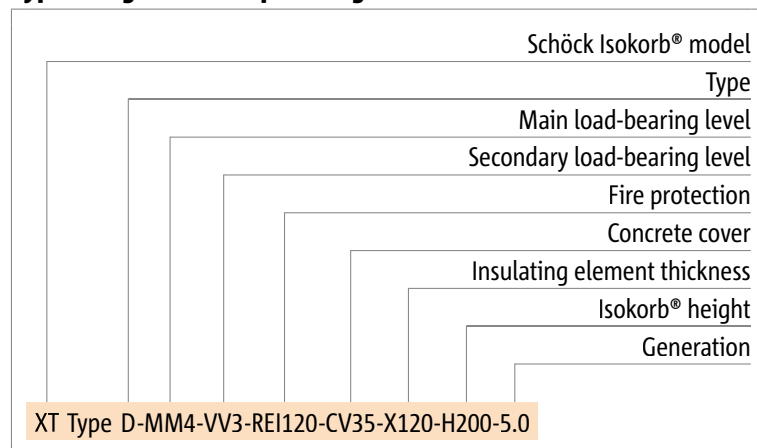 Schöck Isokorb® model
Type
Main load-bearing level
Secondary load-bearing level
Fire protection
Concrete cover
Insulating element thickness
Isokorb® height
Generation
XT Type D-MM4-VV3-REI120-CV35-X120-H200-5.0